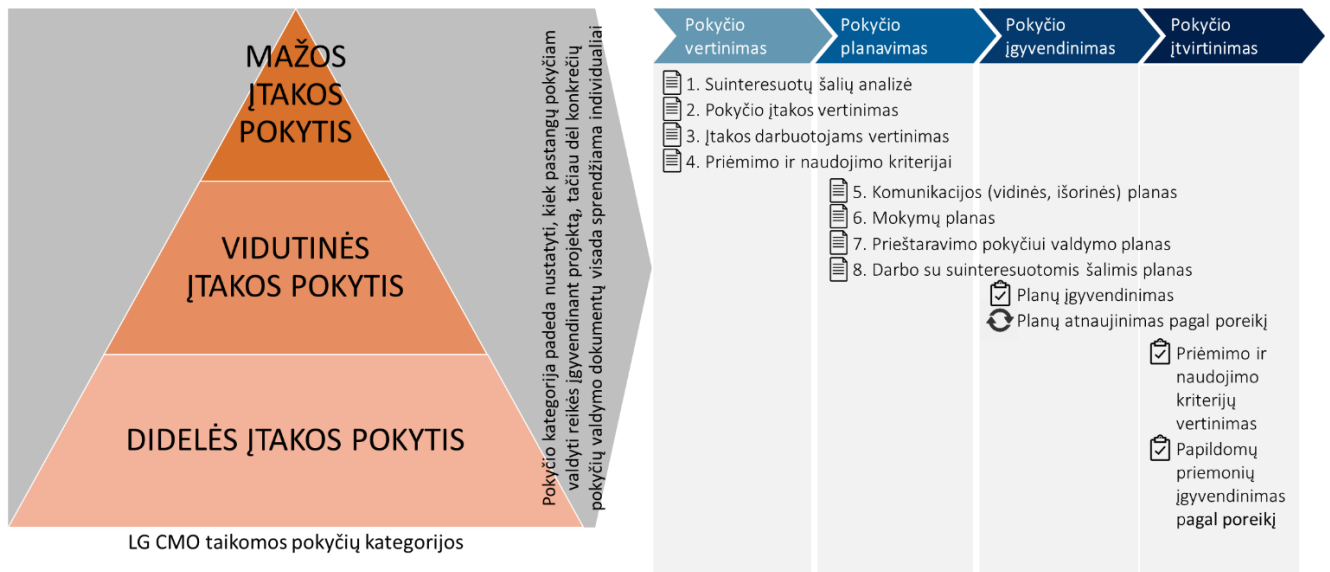 MAŽOS
ĮTAKOS
POKYTIS
VIDUTINĖS
ĮTAKOS POKYTIS
DIDELĖS ĮTAKOS POKYTIS
LG CMO taikomos pokyčių kategorijos
Pokyčio kategorija padeda nustatyti, kiek pastangų pokyčiam
valdyti reikės įgyvendinant projektą, tačiau dėl konkrečių
pokyčių valdymo dokumentų visada sprendžiama individualiai
Pokyčio
vertinimas
Pokyčio
planavimas
Pokyčio
įgyvendinimas
Pokyčio
įtvirtinimas
1. Suinteresuotų šalių analizė
2. Pokyčio įtakos vertinimas
3. Įtakos darbuotojams vertinimas
4. Priėmimo ir naudojimo kriterijai
5. Komunikacijos (vidinės, išorinės) planas
6. Mokymų planas
7. Prieštaravimo pokyčiui valdymo planas
8. Darbo su suinteresuotomis šalimis planas
Planų įgyvendinimas
Planų atnaujinimas pagal poreikį
Priėmimo ir
naudojimo
kriterijų
vertinimas
Papildomų
priemonių
įgyvendinimas
pagal poreikį